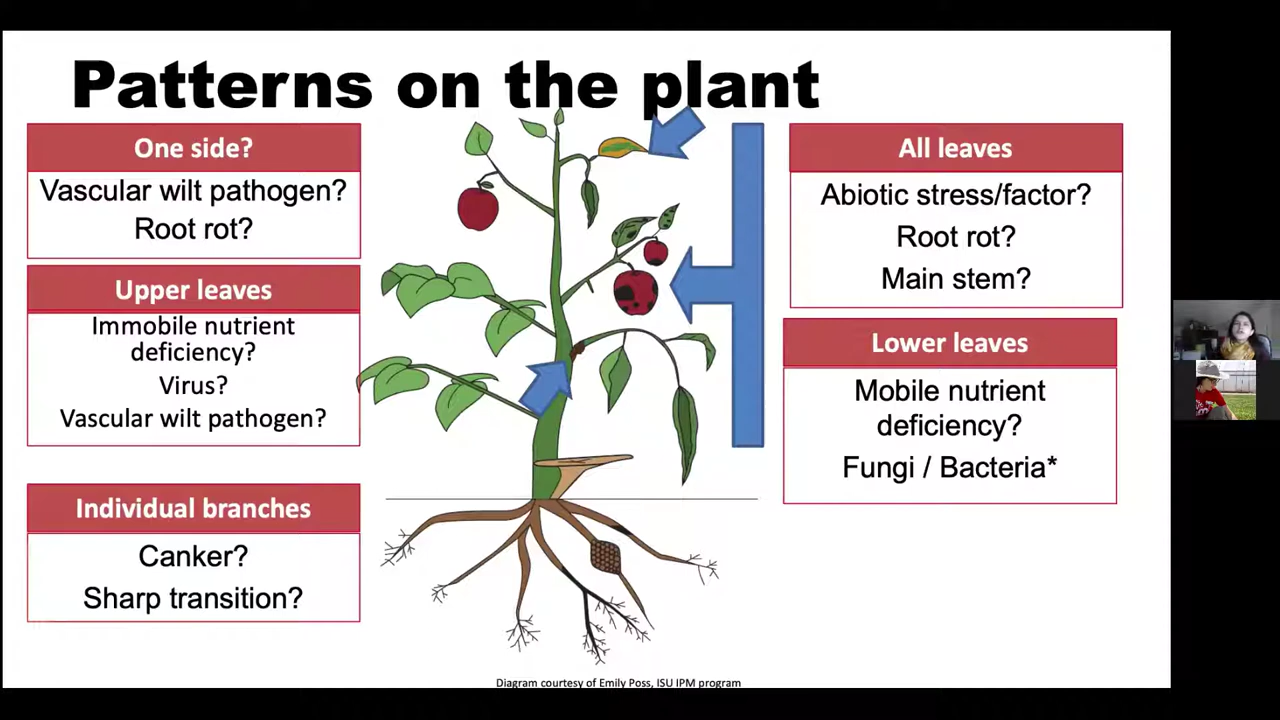 Patterns on the plant
One side?
Vascular wilt pathogen?
Root rot?
Upper leaves
Immobile nutrient
deficiency?
Virus?
Vascular wilt pathogen?
Individual branches
Canker?
Sharp transition?
All leaves
Abiotic stress/factor?
Root rot?
Main stem?
Lower leaves
Mobile nutrient
deficiency?
Fungi / Bacteria*
Diagram courtesy of Emily Poss, ISU IPM program